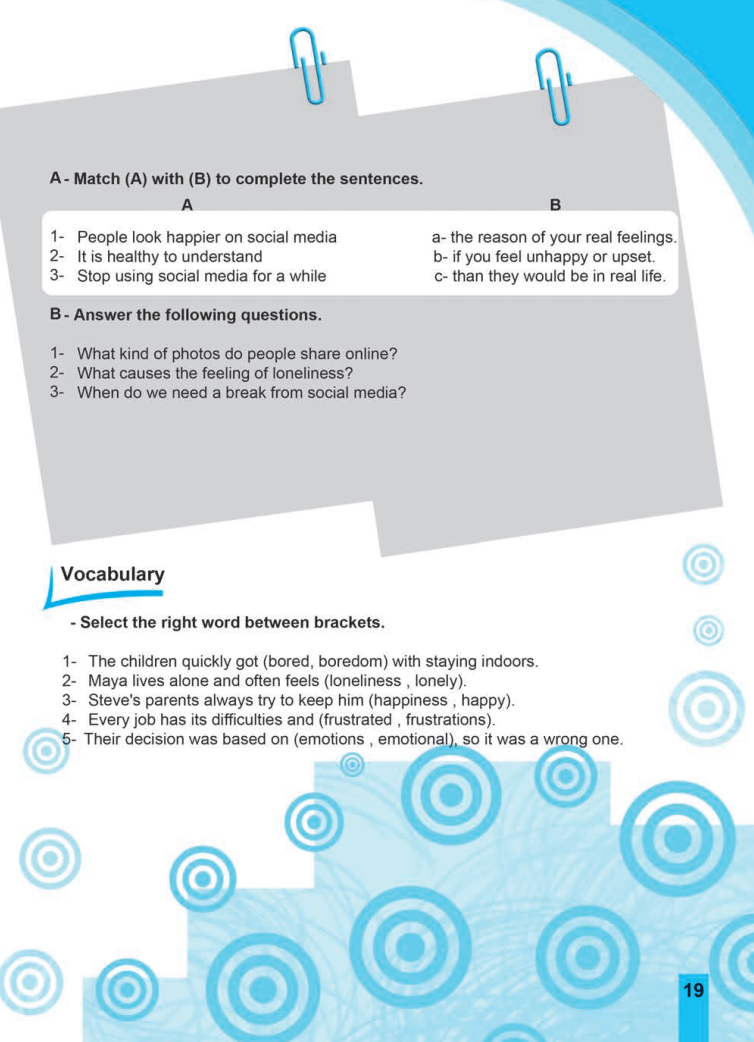 A - Match (A) with (B) to complete the sentences.
A B
1- People look happier on social media a- the reason of your real feelings.
2- It is healthy to understand b- if you feel unhappy or upset.
3- Stop using social media for a while c- than they would be in real life.
B - Answer the following questions.
1- What kind of photos do people share online?
2- What causes the feeling of loneliness?
3- When do we need a break from social media?
Vocabulary
- Select the right word between brackets.
1- The children quickly got (bored, boredom) with staying indoors.
2- Maya lives alone and often feels (loneliness , lonely).
3- Steve's parents always try to keep him (happiness , happy).
4- Every job has its difficulties and (frustrated , frustrations).
5- Their decision was based on (emotions , emotional), so it was a wrong one.
19